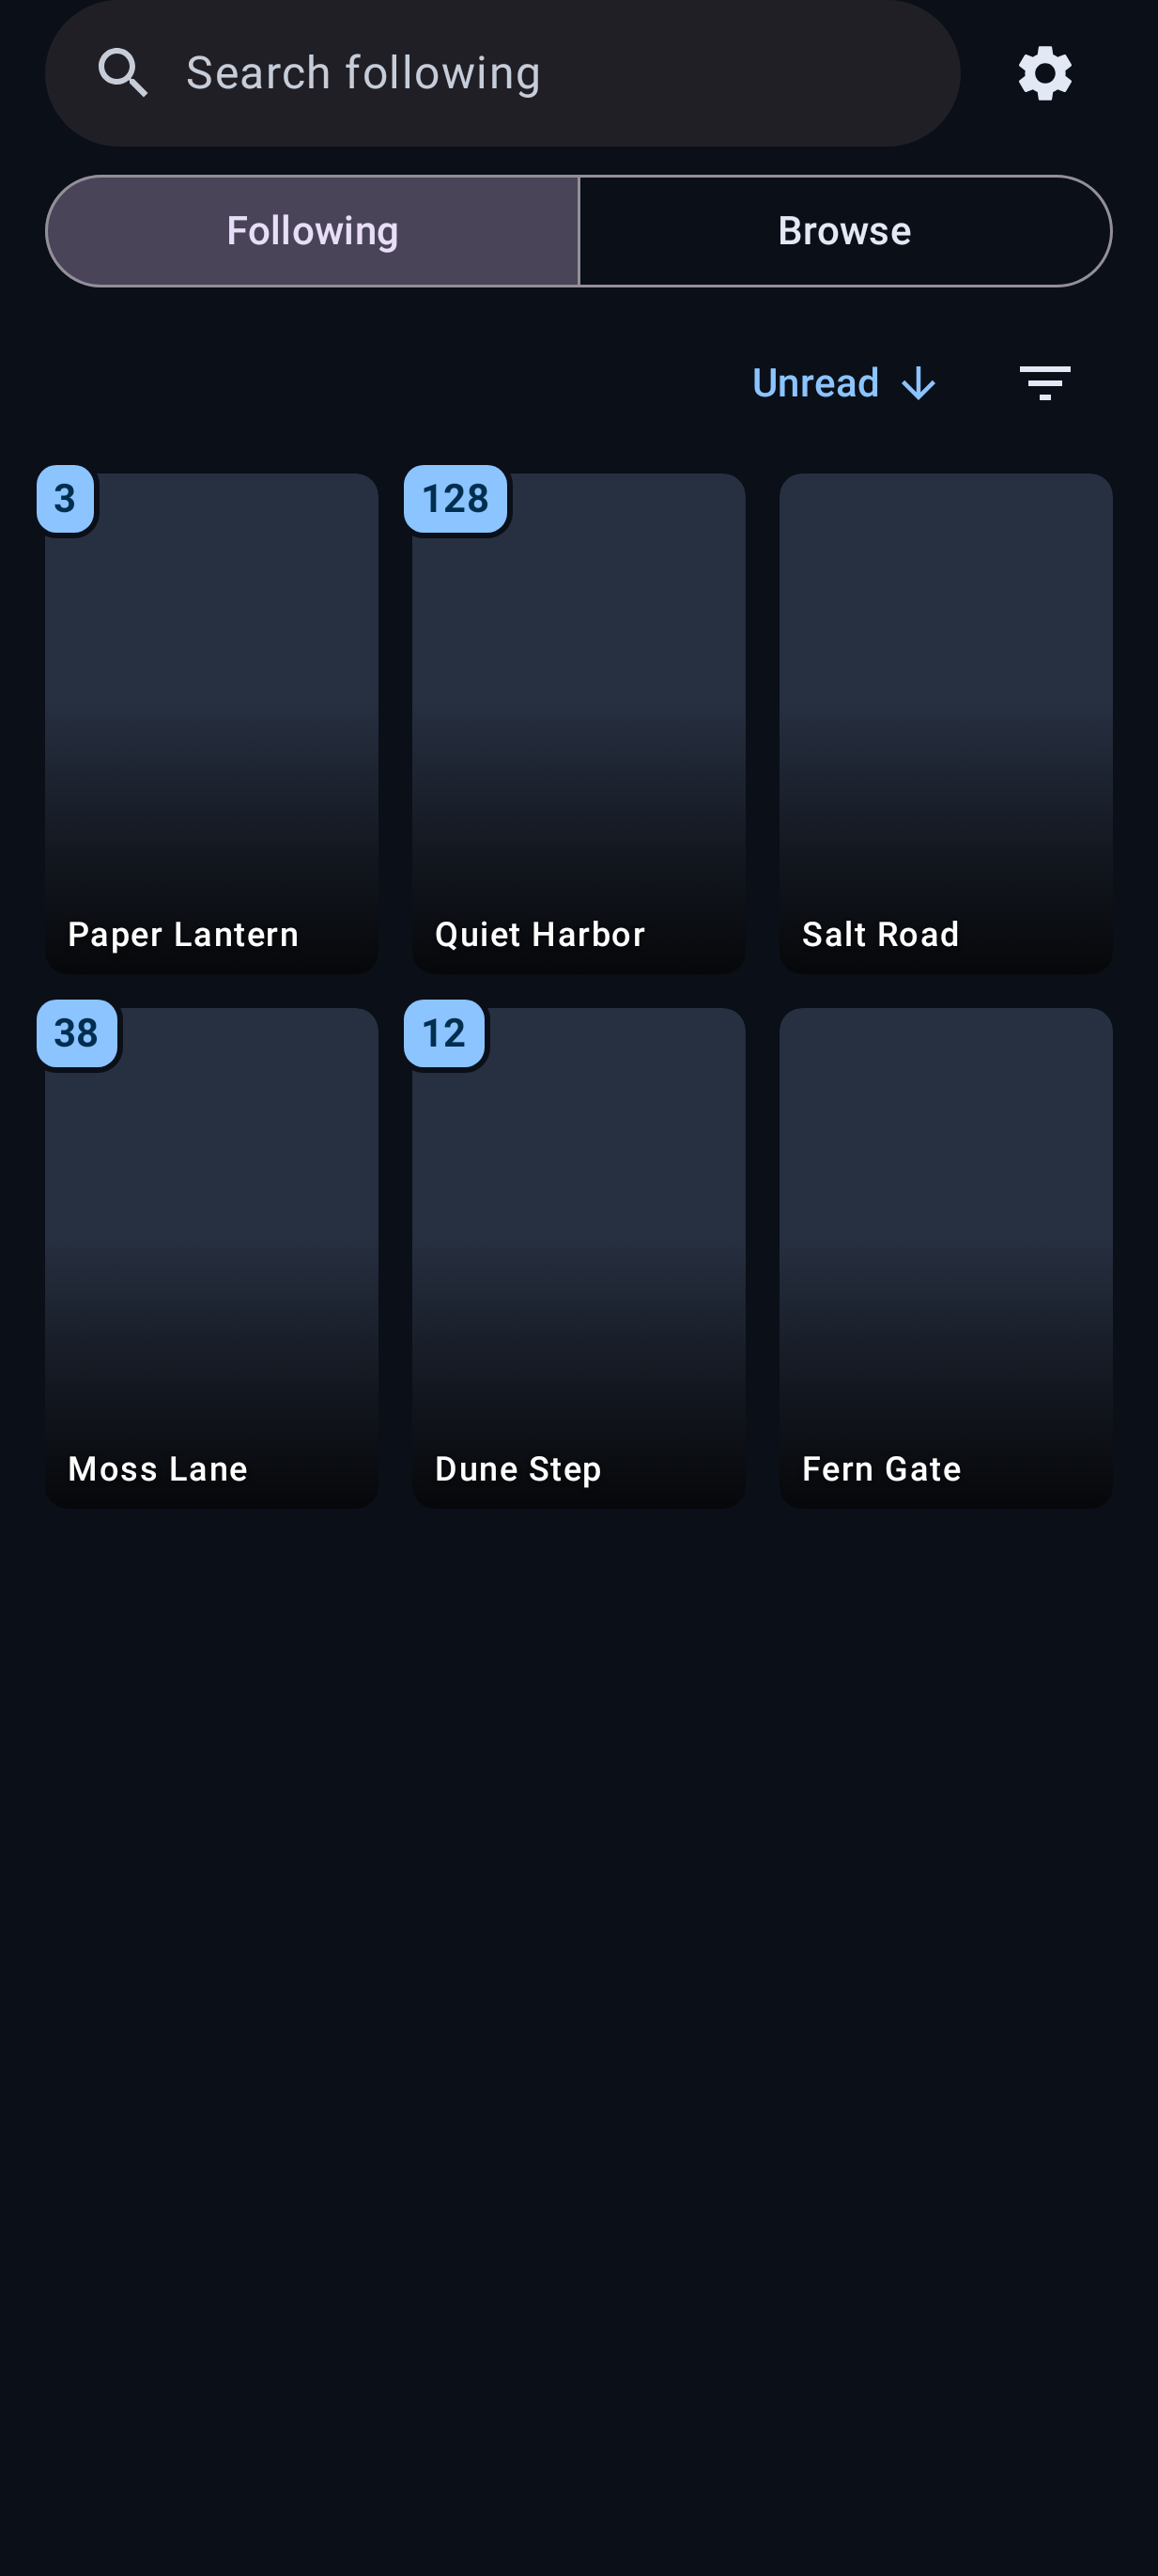 Search following
Following
Browse
Unread
3
128
Paper Lantern
Quiet Harbor
Salt Road
38
12
Moss Lane
Dune Step
Fern Gate